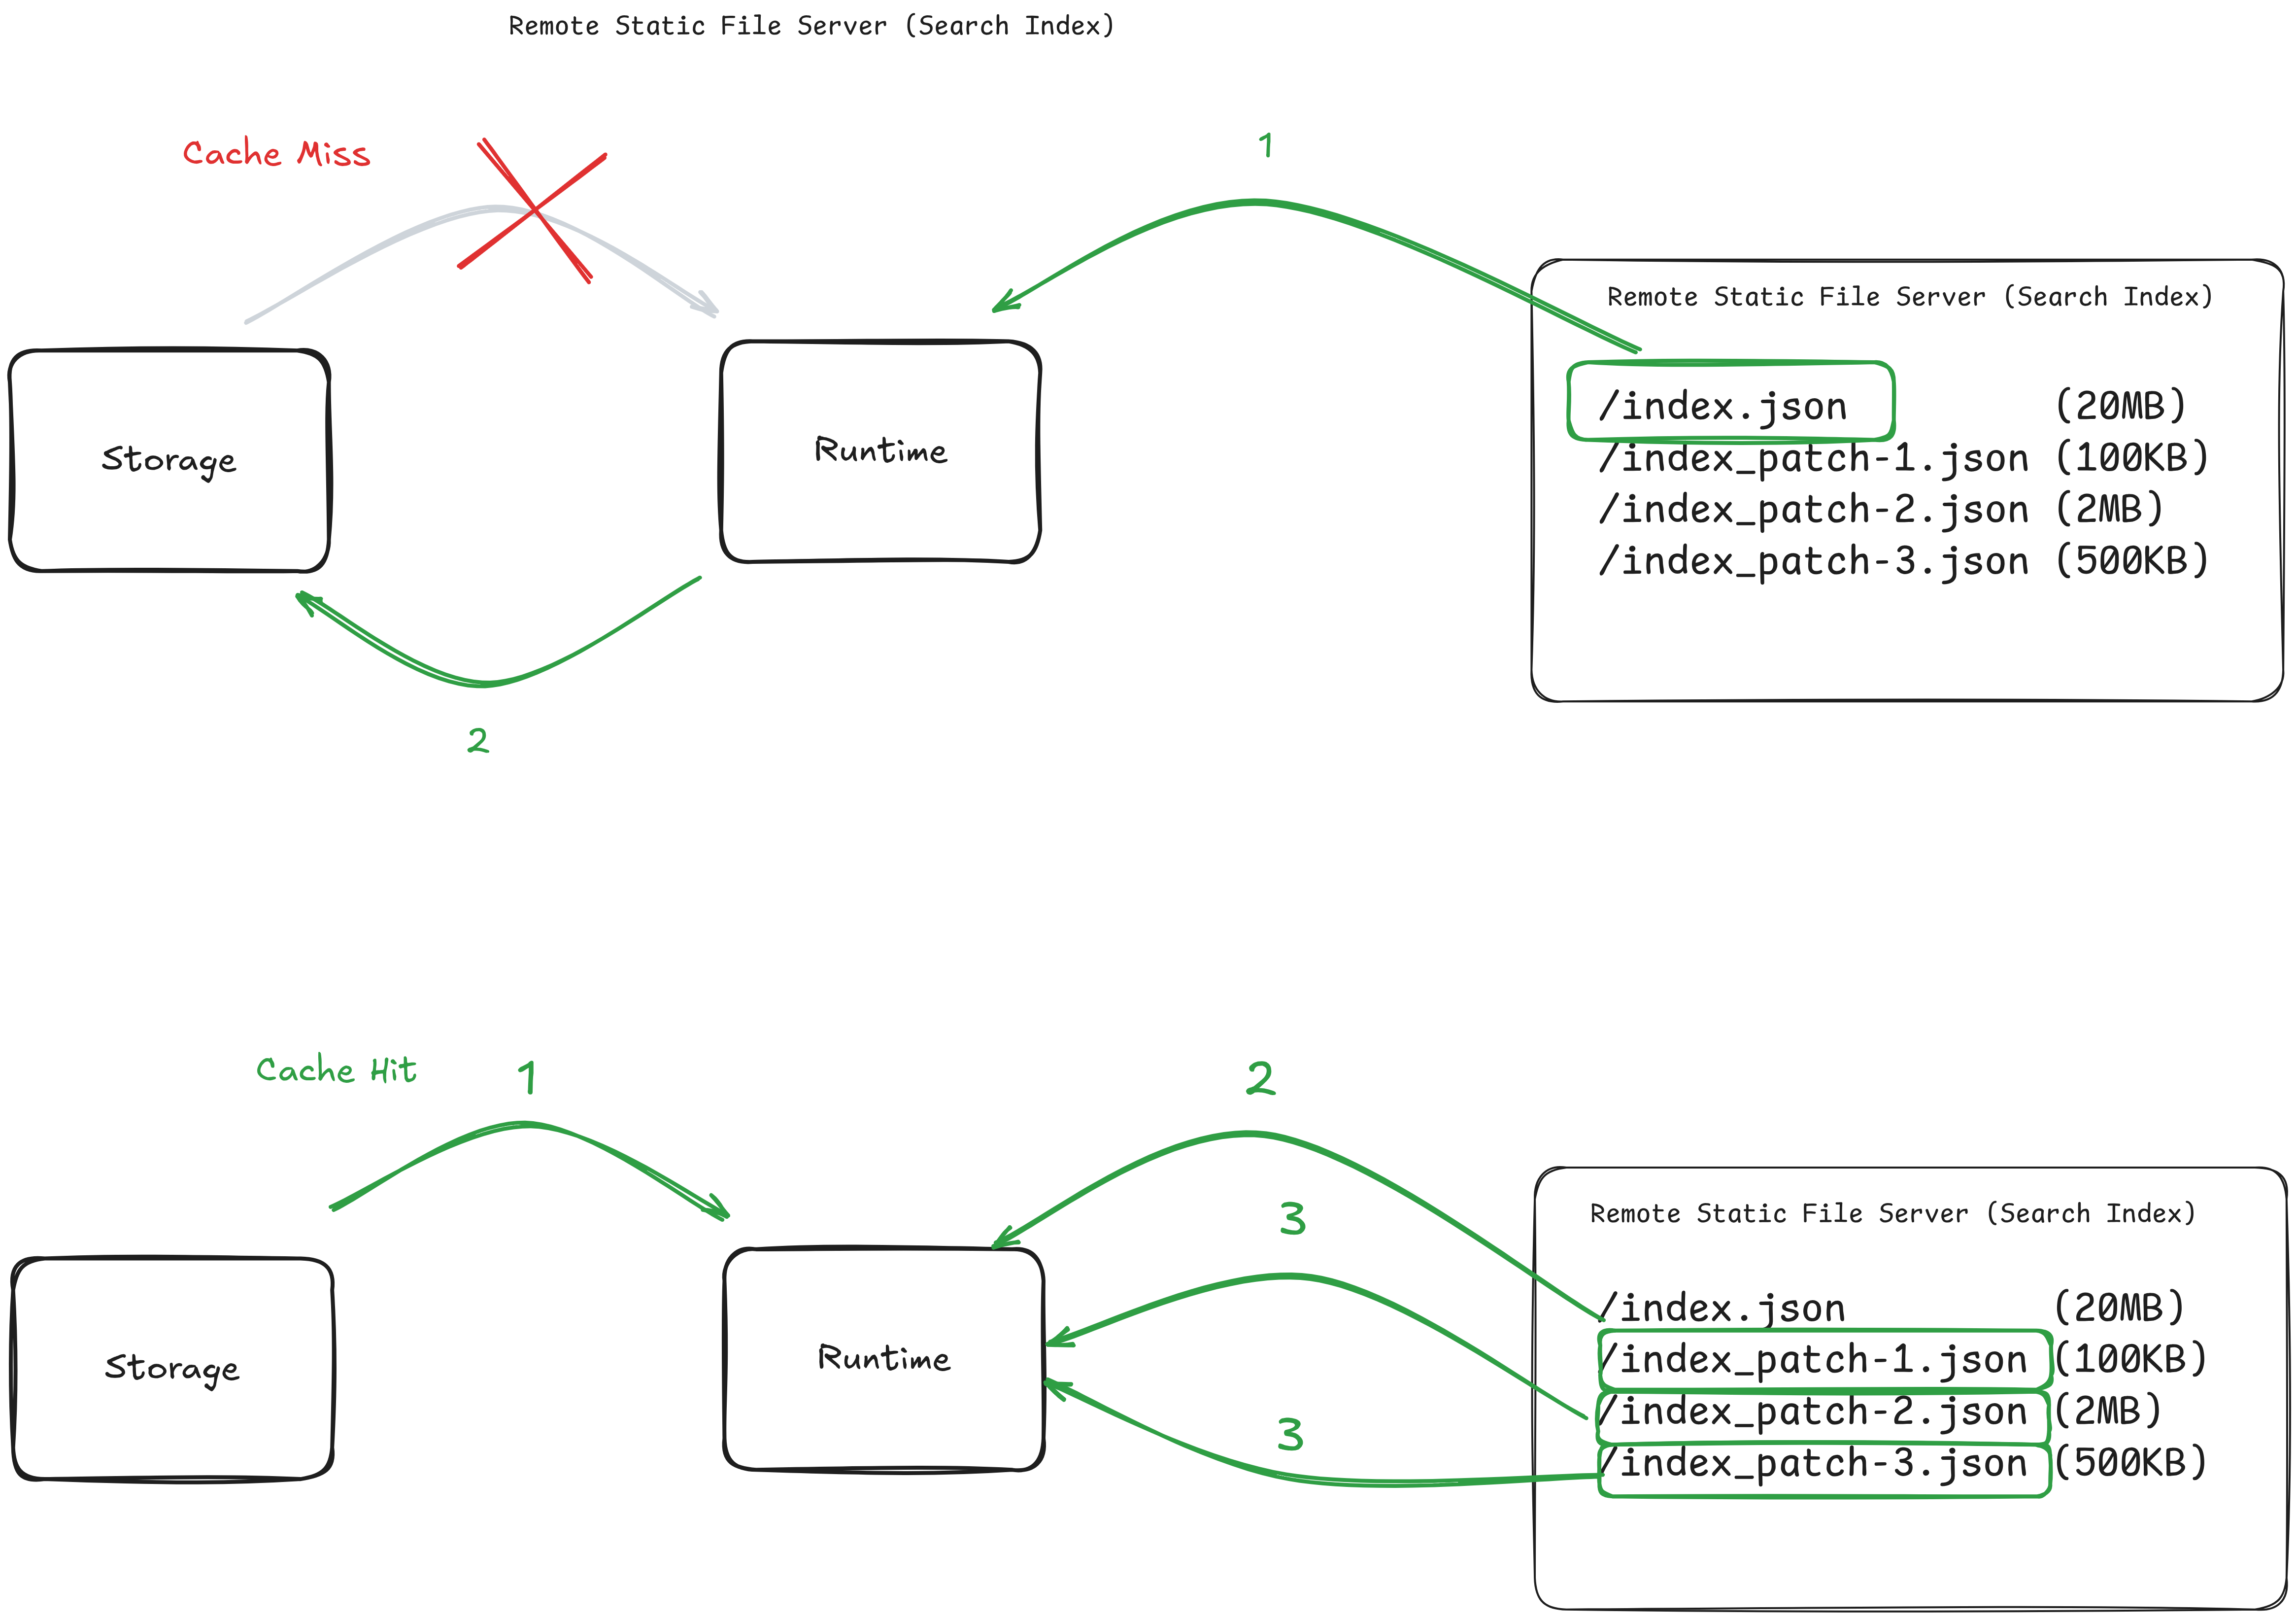 Remote Static File Server (Search Index)
Cache Miss
1
Remote Static File Server (Search Index)
/index.json (20MB)
/index_patch-1.json (100KB)
/index_patch-2.json (2MB)
/index_patch-3.json (500KB)
Storage
Runtime
2
Cache Hit
1
2
3
Remote Static File Server (Search Index)
/index.json (20MB)
/index_patch-1.json (100KB)
/index_patch-2.json (2MB)
/index_patch-3.json (500KB)
Storage
Runtime
3